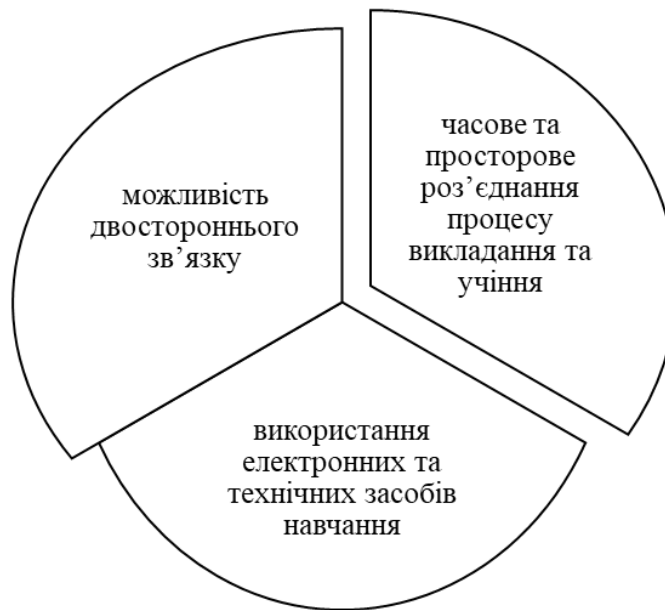 можливість
двостороннього
зв’язку
часове та
просторове
роз’єднання
процесу
викладання та
учіння
використання
електронних та
технічних засобів
навчання